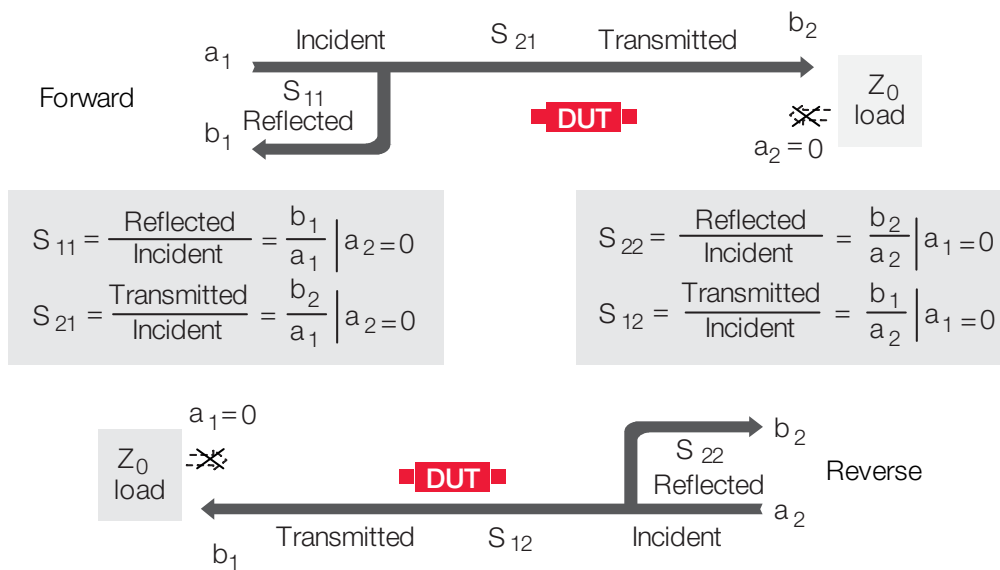 Incident S21 Transmitted b2
a1
Forward
S11
Reflected
b1
DUT
Z0
load
a2 = 0
S11 = Reflected / Incident = b1 / a1 | a2 = 0
S21 = Transmitted / Incident = b2 / a1 | a2 = 0
S22 = Reflected / Incident = b2 / a2 | a1 = 0
S12 = Transmitted / Incident = b1 / a2 | a1 = 0
a1 = 0
Z0
load
DUT
b2
S22
Reflected
Reverse
a2
Transmitted S12 Incident
b1